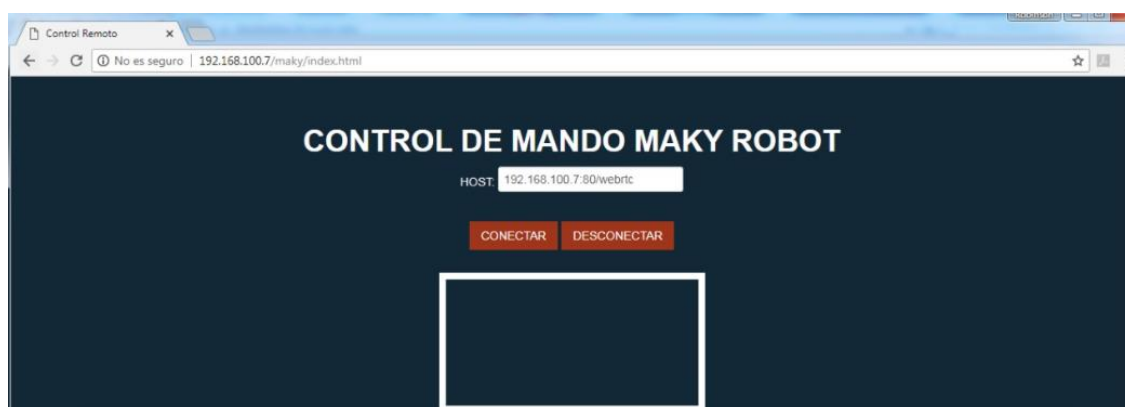 Control Remoto
No es seguro | 192.168.100.7/maky/index.html
CONTROL DE MANDO MAKY ROBOT
HOST: 192.168.100.7:80/webrtc
CONECTAR DESCONECTAR